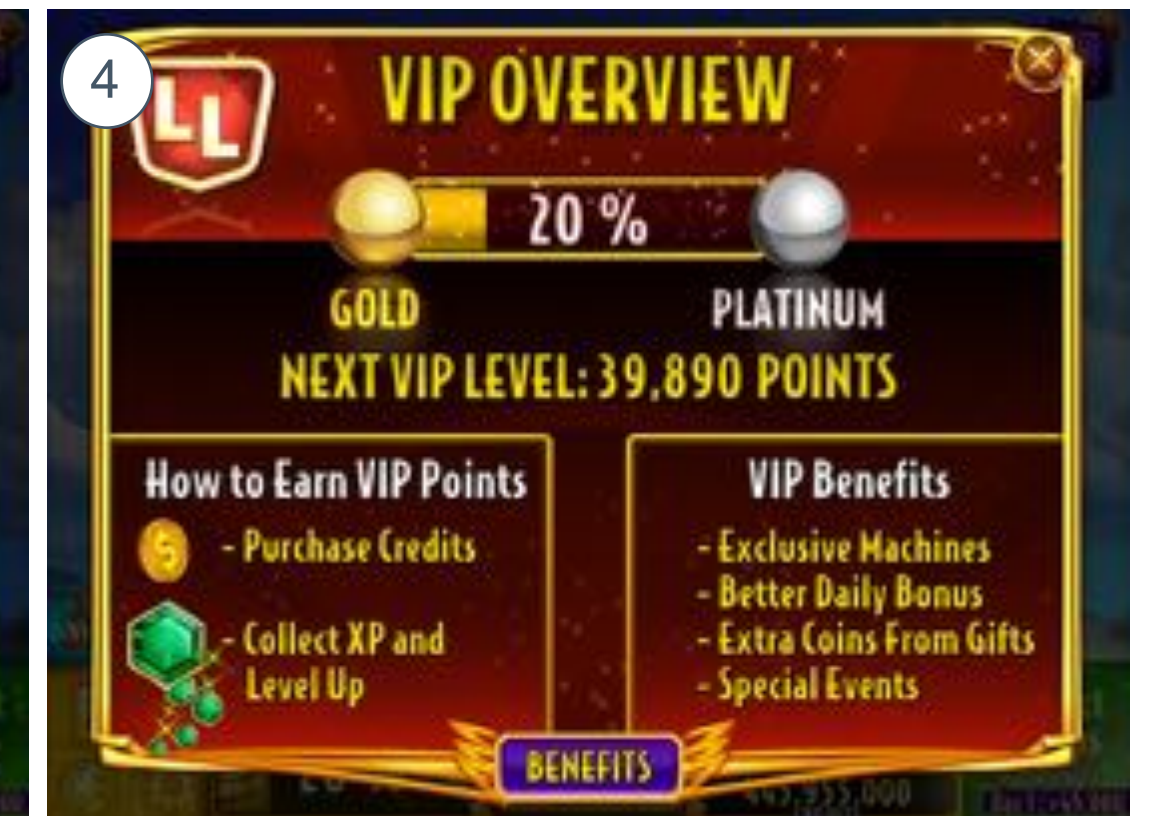 4
LL
VIP OVERVIEW
20 %
GOLD
PLATINUM
NEXT VIP LEVEL: 39,890 POINTS
How to Earn VIP Points
- Purchase Credits
- Collect XP and
Level Up
VIP Benefits
- Exclusive Machines
- Better Daily Bonus
- Extra Coins From Gifts
- Special Events
BENEFITS